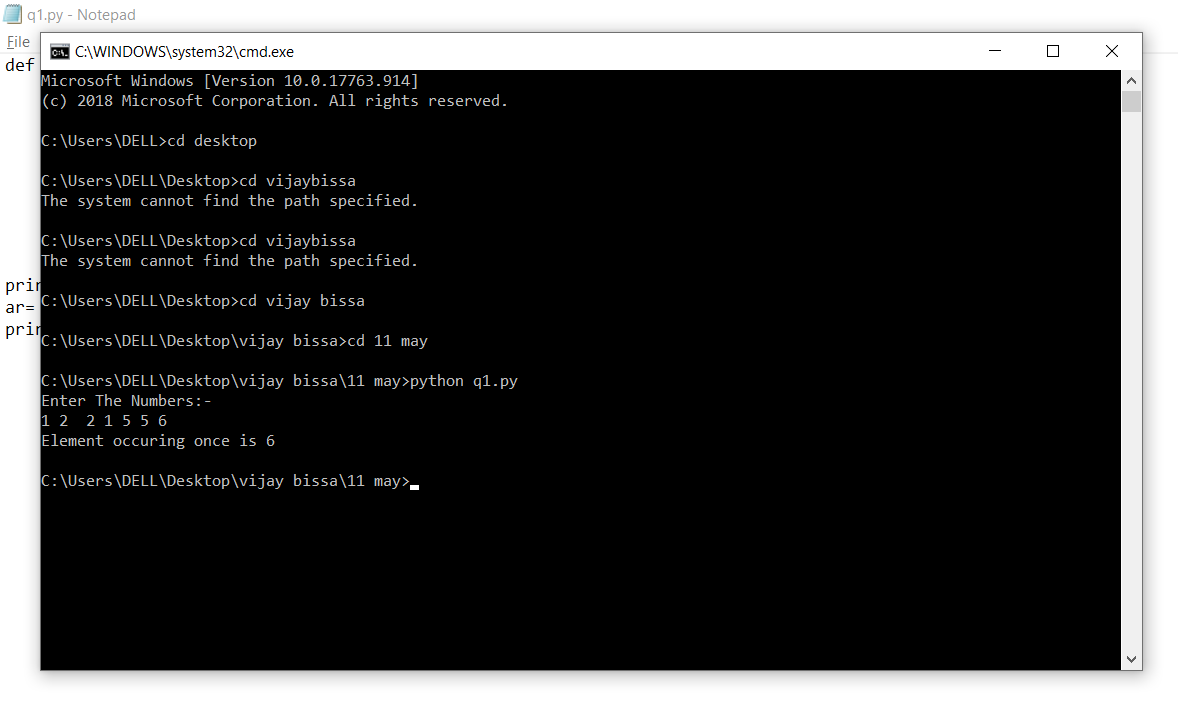 q1.py - Notepad
File
C:\WINDOWS\system32\cmd.exe
def
Microsoft Windows [Version 10.0.17763.914]
(c) 2018 Microsoft Corporation. All rights reserved.
C:\Users\DELL>cd desktop
C:\Users\DELL\Desktop>cd vijaybissa
The system cannot find the path specified.
C:\Users\DELL\Desktop>cd vijaybissa
The system cannot find the path specified.
ar=
C:\Users\DELL\Desktop>cd vijay bissa
C:\Users\DELL\Desktop\vijay bissa>cd 11 may
C:\Users\DELL\Desktop\vijay bissa\11 may>python q1.py
Enter The Numbers:-
1 2  2 1 5 5 6
Element occuring once is 6
C:\Users\DELL\Desktop\vijay bissa\11 may>